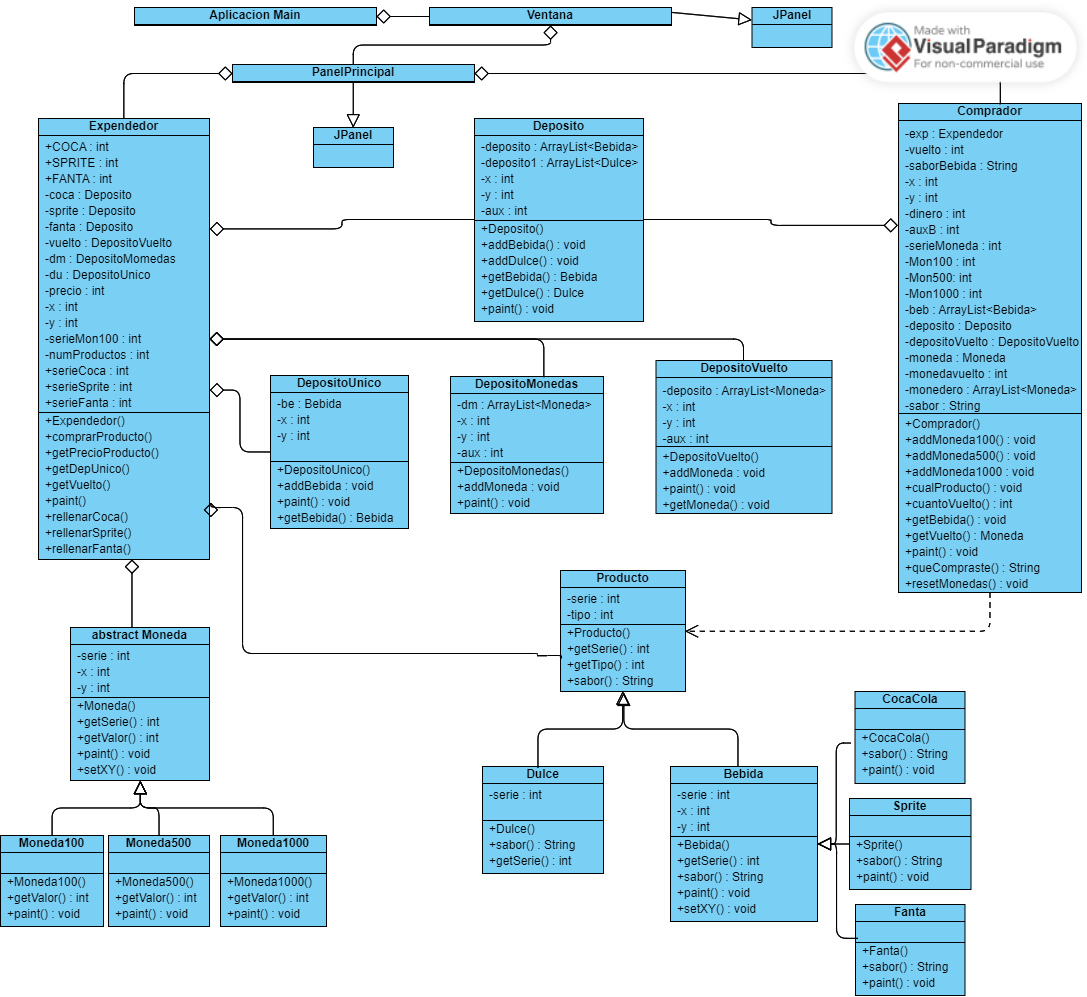 Aplicacion Main
Ventana
JPanel
Made with
VisualParadigm
For non-commercial use
PanelPrincipal
JPanel
Expendedor
+COCA : int
+SPRITE : int
+FANTA : int
-coca : Deposito
-sprite : Deposito
-fanta : Deposito
-vuelto : DepositoVuelto
-dm : DepositoMomedas
-du : DepositoUnico
-precio : int
-x : int
-y : int
-serieMon100 : int
-numProductos : int
+serieCoca : int
+serieSprite : int
+serieFanta : int
+Expendedor()
+comprarProducto()
+getPrecioProducto()
+getDepUnico()
+getVuelto()
+paint()
+rellenarCoca()
+rellenarSprite()
+rellenarFanta()
Deposito
-deposito : ArrayList<Bebida>
-deposito1 : ArrayList<Dulce>
-x : int
-y : int
-aux : int
+Deposito()
+addBebida() : void
+addDulce() : void
+getBebida() : Bebida
+getDulce() : Dulce
+paint() : void
Comprador
-exp : Expendedor
-vuelto : int
-saborBebida : String
-x : int
-y : int
-dinero : int
-auxB : int
-serieMoneda : int
-Mon100 : int
-Mon500: int
-Mon1000 : int
-beb : ArrayList<Bebida>
-deposito : Deposito
-depositoVuelto : DepositoVuelto
-moneda : Moneda
-monedavuelto : int
-monedero : ArrayList<Moneda>
-sabor : String
+Comprador()
+addMoneda100() : void
+addMoneda500() : void
+addMoneda1000 : void
+cualProducto() : void
+cuantoVuelto() : int
+getBebida() : void
+getVuelto() : Moneda
+paint() : void
+queCompraste() : String
+resetMonedas() : void
DepositoUnico
-be : Bebida
-x : int
-y : int
+DepositoUnico()
+addBebida : void
+paint() : void
+getBebida() : Bebida
DepositoMonedas
-dm : ArrayList<Moneda>
-x : int
-y : int
-aux : int
+DepositoMonedas()
+addMoneda : void
+paint() : void
DepositoVuelto
-deposito : ArrayList<Moneda>
-x : int
-y : int
-aux : int
+DepositoVuelto()
+addMoneda : void
+paint() : void
+getMoneda() : void
Producto
-serie : int
-tipo : int
+Producto()
+getSerie() : int
+getTipo() : int
+sabor() : String
abstract Moneda
-serie : int
-x : int
-y : int
+Moneda()
+getSerie() : int
+getValor() : int
+paint() : void
+setXY() : void
Moneda100
+Moneda100()
+getValor() : int
+paint() : void
Moneda500
+Moneda500()
+getValor() : int
+paint() : void
Moneda1000
+Moneda1000()
+getValor() : int
+paint() : void
Dulce
-serie : int
+Dulce()
+sabor() : String
+getSerie() : int
Bebida
-serie : int
-x : int
-y : int
+Bebida()
+getSerie() : int
+sabor() : String
+paint() : void
+setXY() : void
CocaCola
+CocaCola()
+sabor() : String
+paint() : void
Sprite
+Sprite()
+sabor() : String
+paint() : void
Fanta
+Fanta()
+sabor() : String
+paint() : void